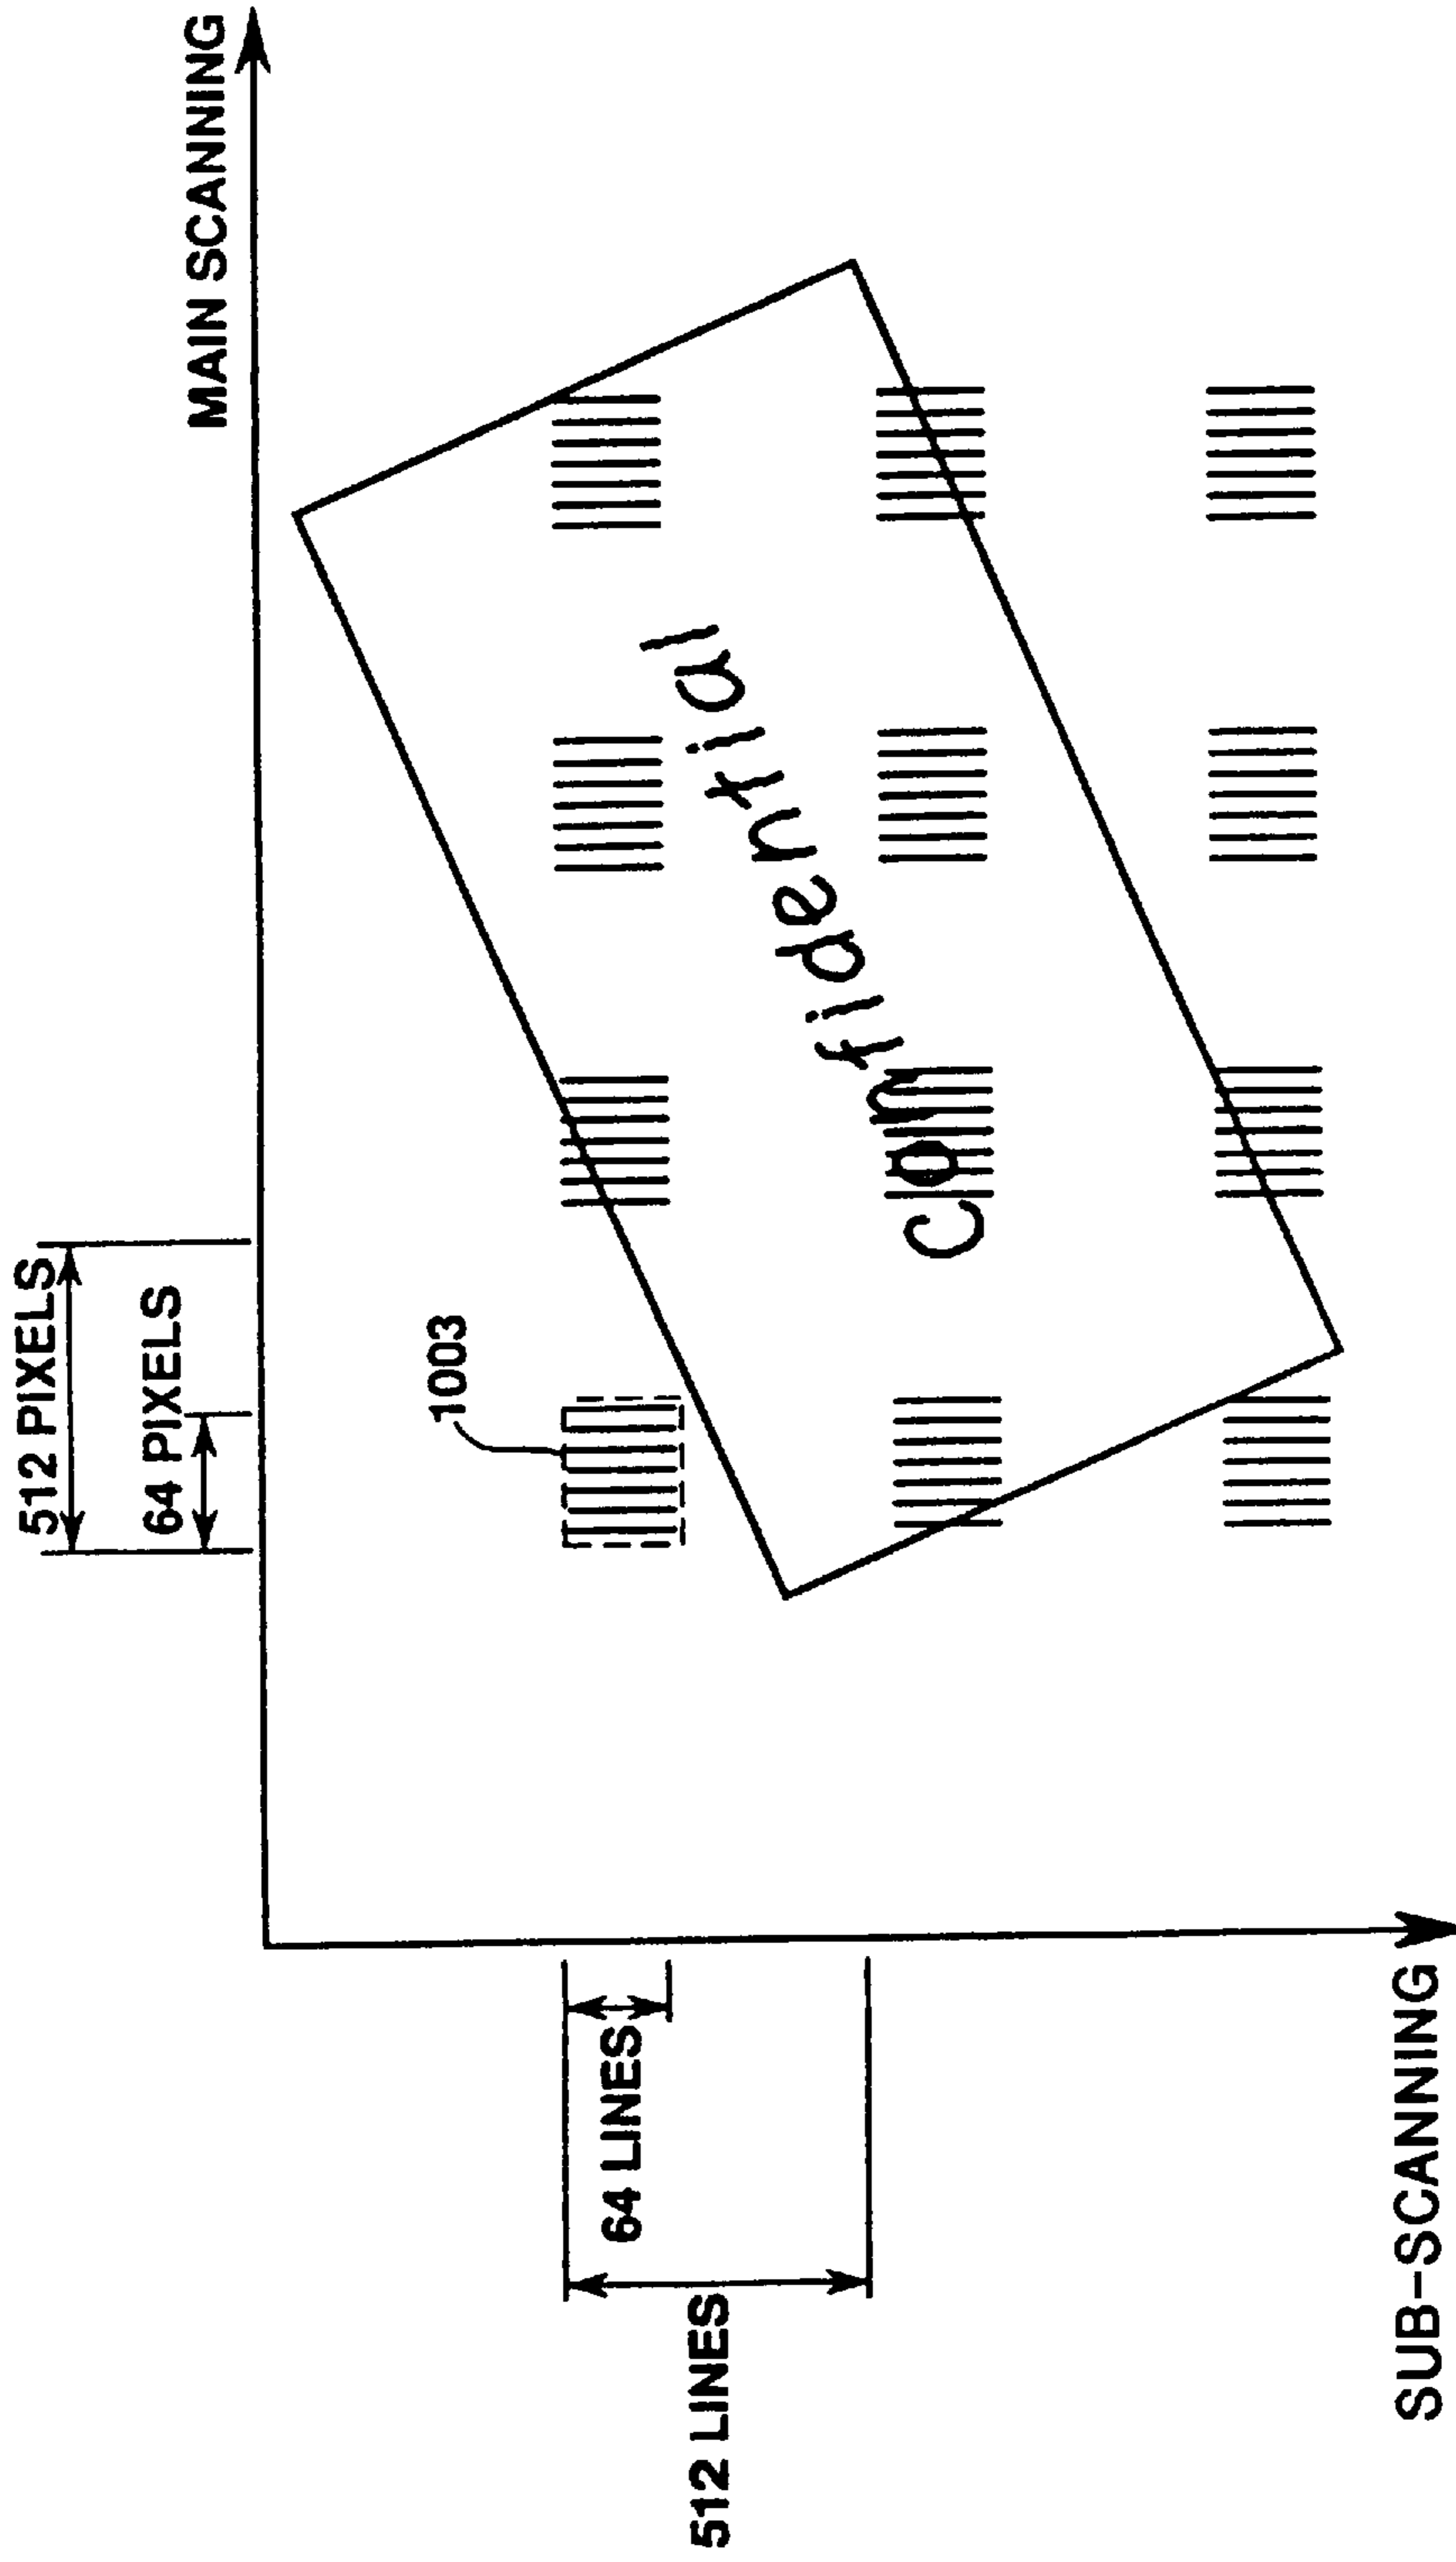 MAIN SCANNING
512 PIXELS
64 PIXELS
1003
Confidential
64 LINES
512 LINES
SUB-SCANNING